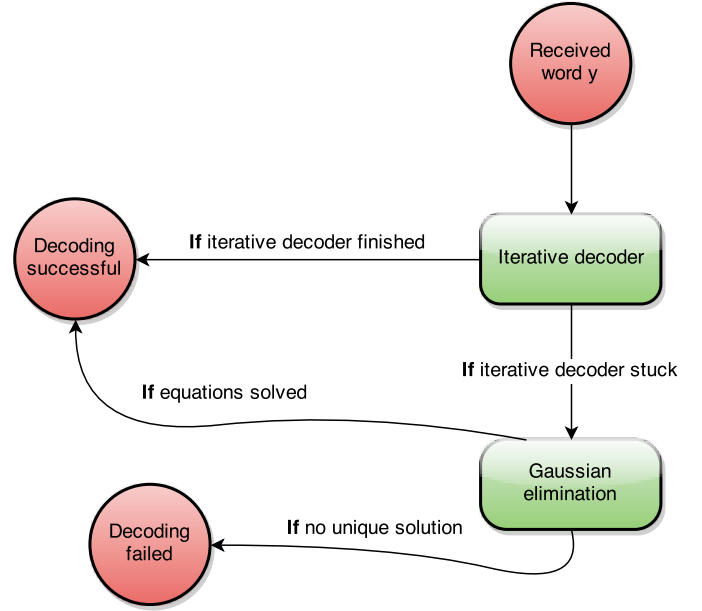 Received
word y
If iterative decoder finished
Decoding
successful
Iterative decoder
If iterative decoder stuck
If equations solved
Gaussian
elimination
If no unique solution
Decoding
failed